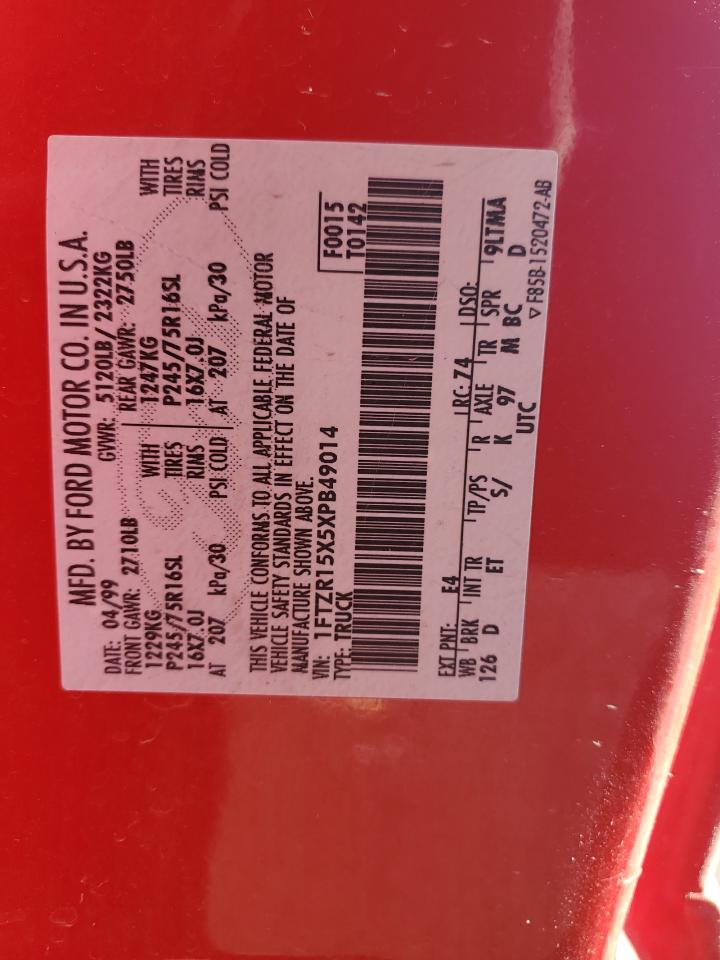 MFD. BY FORD MOTOR CO. IN U.S.A.
DATE: 04/99 GVWR: 5120LB/ 2322KG
FRONT GAWR: 2710LB REAR GAWR: 2750LB
1229KG WITH 1247KG WITH
P245/75R16SL TIRES P245/75R16SL TIRES
16X7.0J RIMS 16X7.0J RIMS
AT 207 kPa/30 PSI COLD AT 207 kPa/30 PSI COLD
THIS VEHICLE CONFORMS TO ALL APPLICABLE FEDERAL MOTOR
VEHICLE SAFETY STANDARDS IN EFFECT ON THE DATE OF
MANUFACTURE SHOWN ABOVE.
VIN: 1FTZR15X5XPB49014 F0015
TYPE: TRUCK T0142
EXT PNT: E4 RC: 74 DSO:
WB BRK INT TR TP/PS R AXLE TR SPR 9LTMA
126 D ET S/ K 97 M BC D
UTC ▽F85B-1520472-AB